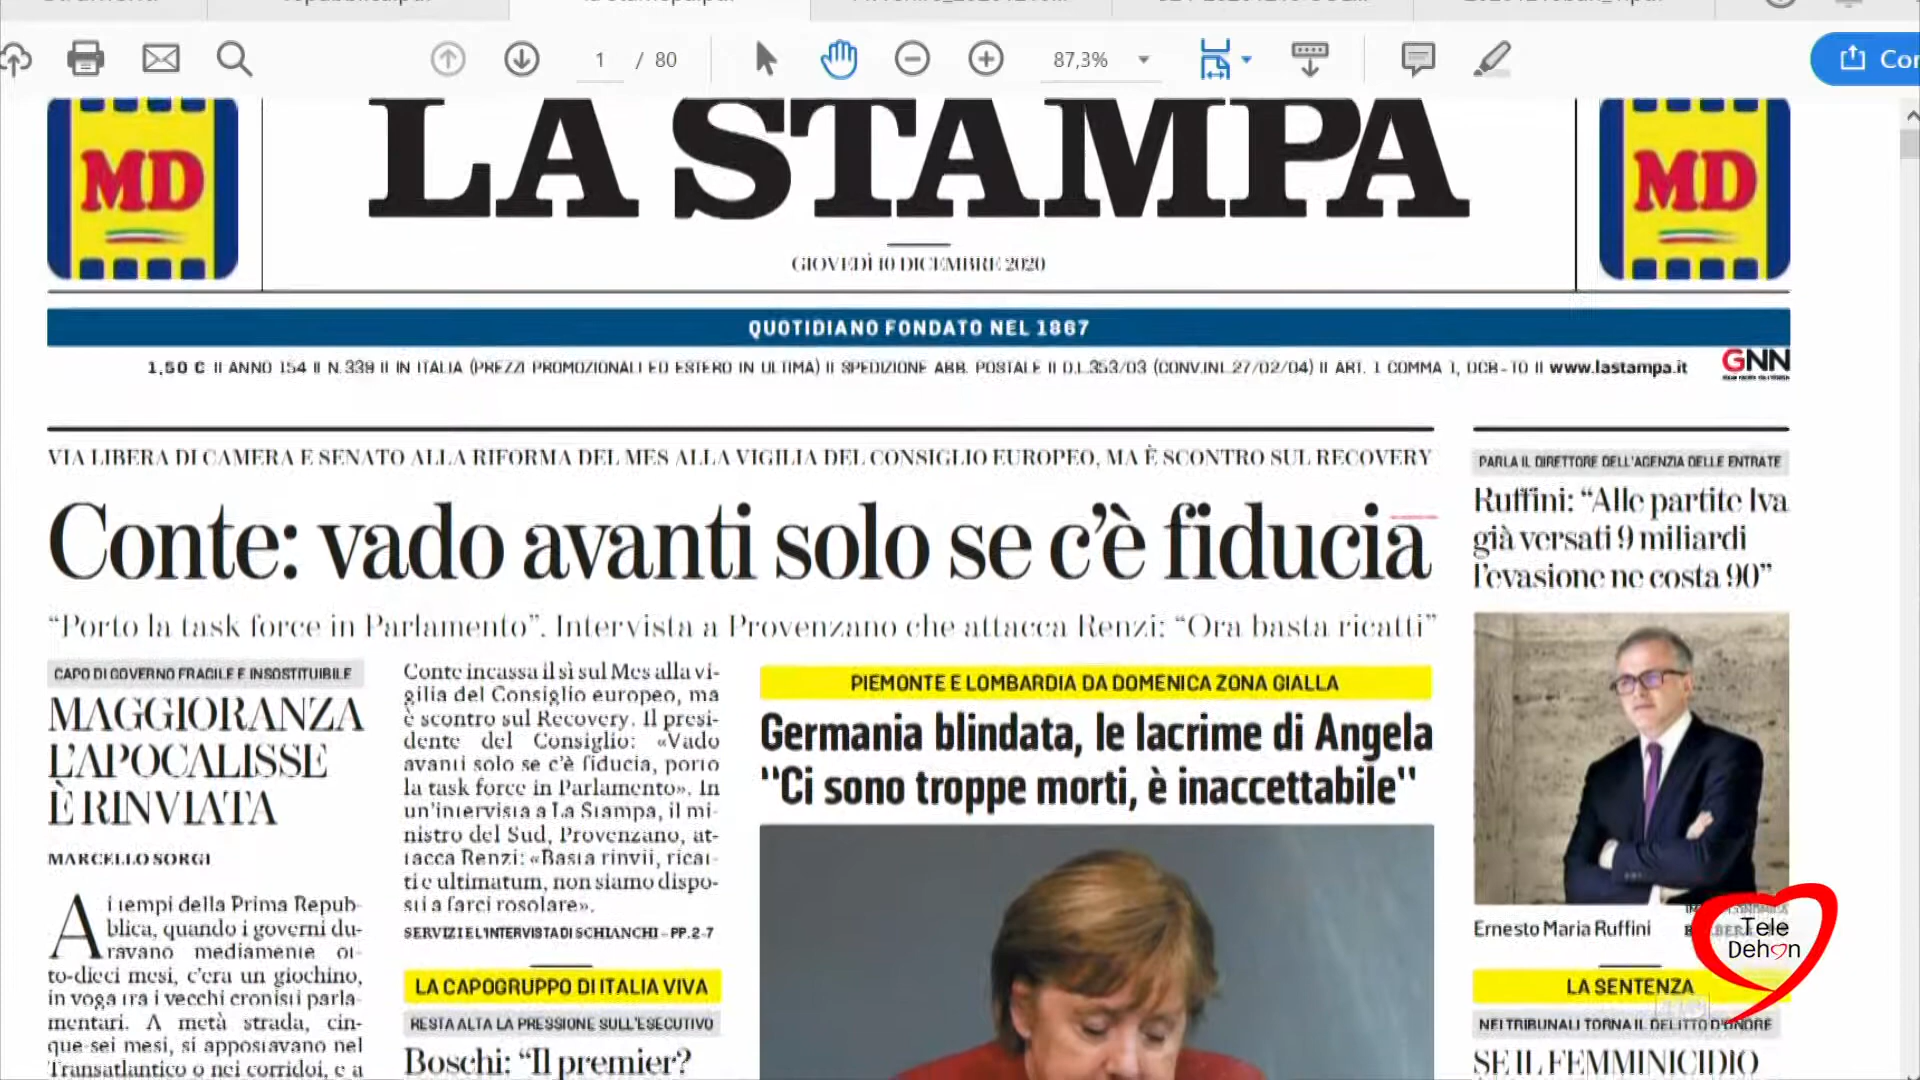 1 / 80
87,3%
MD
LA STAMPA
MD
GIOVEDÌ 10 DICEMBRE 2020
QUOTIDIANO FONDATO NEL 1867
1,50 € II ANNO 154 II N.339 II IN ITALIA (PREZZI PROMOZIONALI ED ESTERO IN ULTIMA) II SPEDIZIONE ABB. POSTALE II D.L.353/03 (CONV.INL.27/02/04) II ART. 1 COMMA 1, DCB-TO II www.lastampa.it
GNN
VIA LIBERA DI CAMERA E SENATO ALLA RIFORMA DEL MES ALLA VIGILIA DEL CONSIGLIO EUROPEO, MA È SCONTRO SUL RECOVERY
Conte: vado avanti solo se c'è fiducia
“Porto la task force in Parlamento”. Intervista a Provenzano che attacca Renzi: “Ora basta ricatti”
CAPO DI GOVERNO FRAGILE E INSOSTITUIBILE
MAGGIORANZA
L'APOCALISSE
È RINVIATA
MARCELLO SORGI
Ai tempi della Prima Repub-
blica, quando i governi du-
ravano mediamente ot-
to-dieci mesi, c'era un giochino,
in voga tra i vecchi cronisti parla-
mentari. A metà strada, cin-
que-sei mesi, si appostavano nel
Transatlantico o nei corridoi, e a
Conte incassa il sì sul Mes alla vi-
gilia del Consiglio europeo, ma
è scontro sul Recovery. Il presi-
dente del Consiglio: «Vado
avanti solo se c'è fiducia, porto
la task force in Parlamento». In
un'intervista a La Stampa, il mi-
nistro del Sud, Provenzano, at-
tacca Renzi: «Basta rinvii, ricat-
ti e ultimatum, non siamo dispo-
sti a farci rosolare».
SERVIZI E L'INTERVISTA DI SCHIANCHI – PP. 2-7
LA CAPOGRUPPO DI ITALIA VIVA
RESTA ALTA LA PRESSIONE SULL'ESECUTIVO
Boschi: “Il premier?
PIEMONTE E LOMBARDIA DA DOMENICA ZONA GIALLA
Germania blindata, le lacrime di Angela
"Ci sono troppe morti, è inaccettabile"
PARLA IL DIRETTORE DELL'AGENZIA DELLE ENTRATE
Ruffini: “Alle partite Iva
già versati 9 miliardi
l'evasione ne costa 90”
Ernesto Maria Ruffini
LA SENTENZA
NEI TRIBUNALI TORNA IL DELITTO D'ONORE
SE IL FEMMINICIDIO
Tele
Dehon